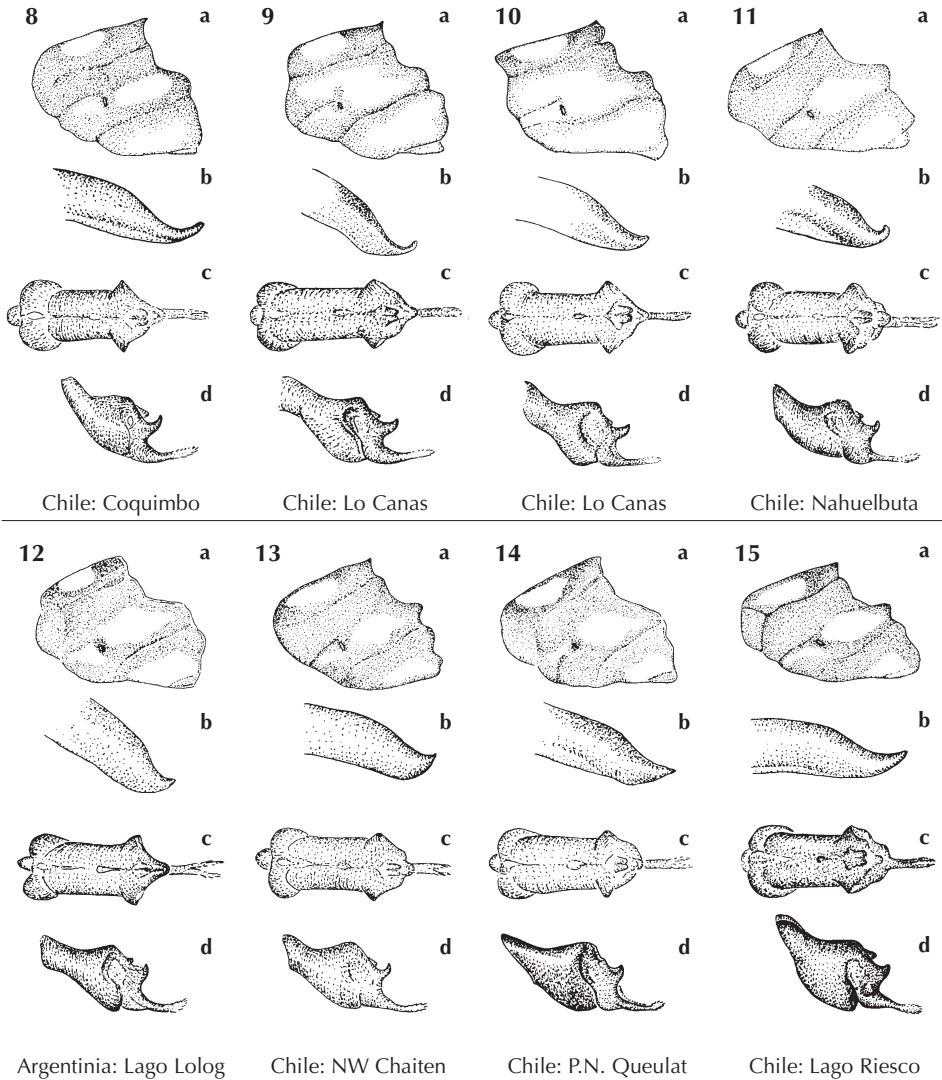 8 a 9 a 10 a 11 a
b b b b
c c c c
d d d d
Chile: Coquimbo Chile: Lo Canas Chile: Lo Canas Chile: Nahuelbuta
12 a 13 a 14 a 15 a
b b b b
c c c c
d d d d
Argentinia: Lago Lolog Chile: NW Chaiten Chile: P.N. Queulat Chile: Lago Riesco